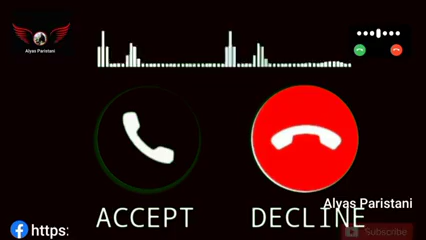 Alyas Paristani
Alyas Paristani
ACCEPT
DECLINE
https:
Subscribe